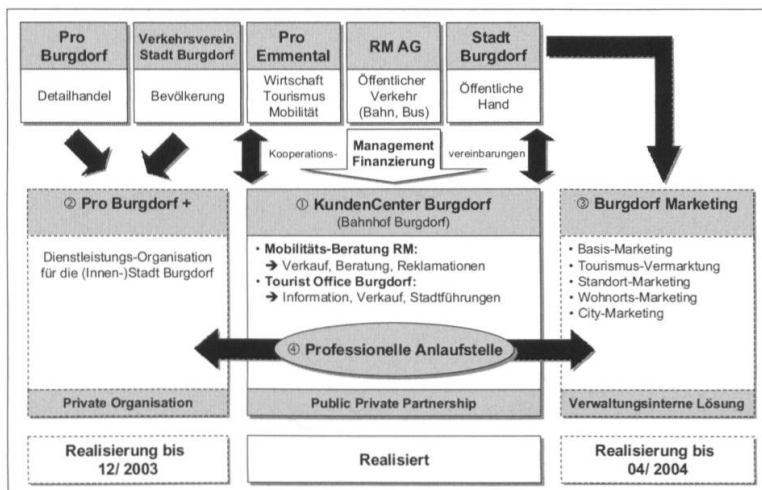 Pro
Burgdorf
Detailhandel
Verkehrsverein
Stadt Burgdorf
Bevölkerung
Pro
Emmental
Wirtschaft
Tourismus
Mobilität
RM AG
Öffentlicher
Verkehr
(Bahn, Bus)
Stadt
Burgdorf
Öffentliche
Hand
Kooperations-
Management
Finanzierung
vereinbarungen
② Pro Burgdorf +
Dienstleistungs-Organisation
für die (Innen-)Stadt Burgdorf
Private Organisation
① KundenCenter Burgdorf
(Bahnhof Burgdorf)
• Mobilitäts-Beratung RM:
➔ Verkauf, Beratung, Reklamationen
• Tourist Office Burgdorf:
➔ Information, Verkauf, Stadtführungen
④ Professionelle Anlaufstelle
Public Private Partnership
③ Burgdorf Marketing
• Basis-Marketing
• Tourismus-Vermarktung
• Standort-Marketing
• Wohnorts-Marketing
• City-Marketing
Verwaltungsinterne Lösung
Realisierung bis
12/ 2003
Realisiert
Realisierung bis
04/ 2004